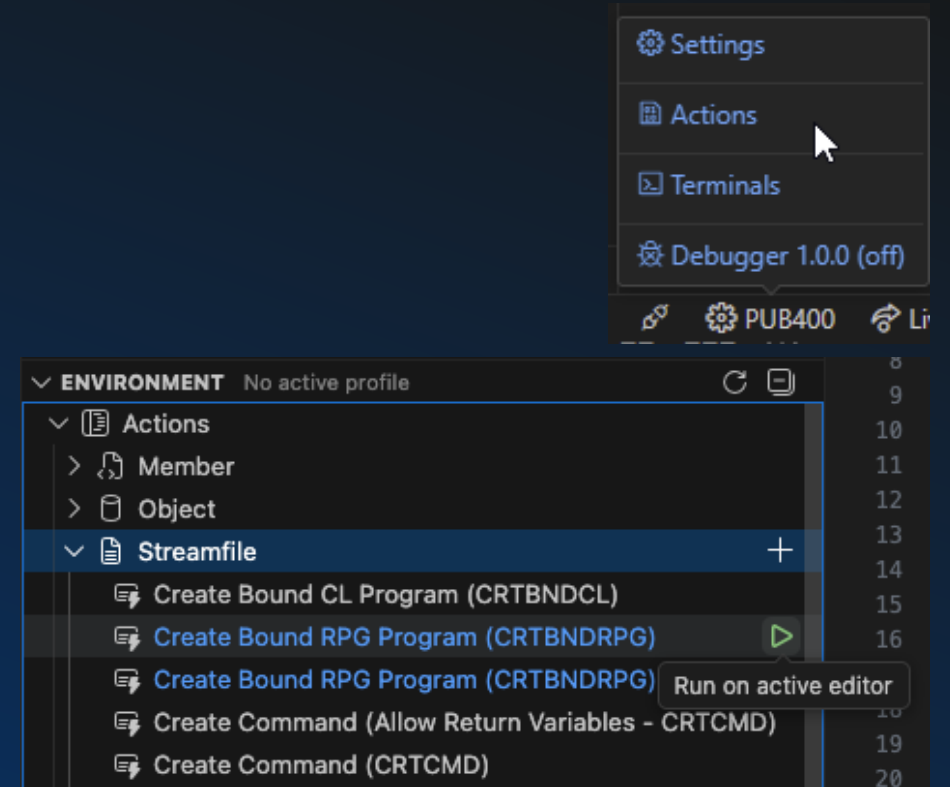 Settings
Actions
Terminals
Debugger 1.0.0 (off)
PUB400
ENVIRONMENT No active profile
Actions
Member
Object
Streamfile
Create Bound CL Program (CRTBNDCL)
Create Bound RPG Program (CRTBNDRPG)
Create Bound RPG Program (CRTBNDRPG)
Run on active editor
Create Command (Allow Return Variables - CRTCMD)
Create Command (CRTCMD)
8
9
10
11
12
13
14
15
16
18
19
20